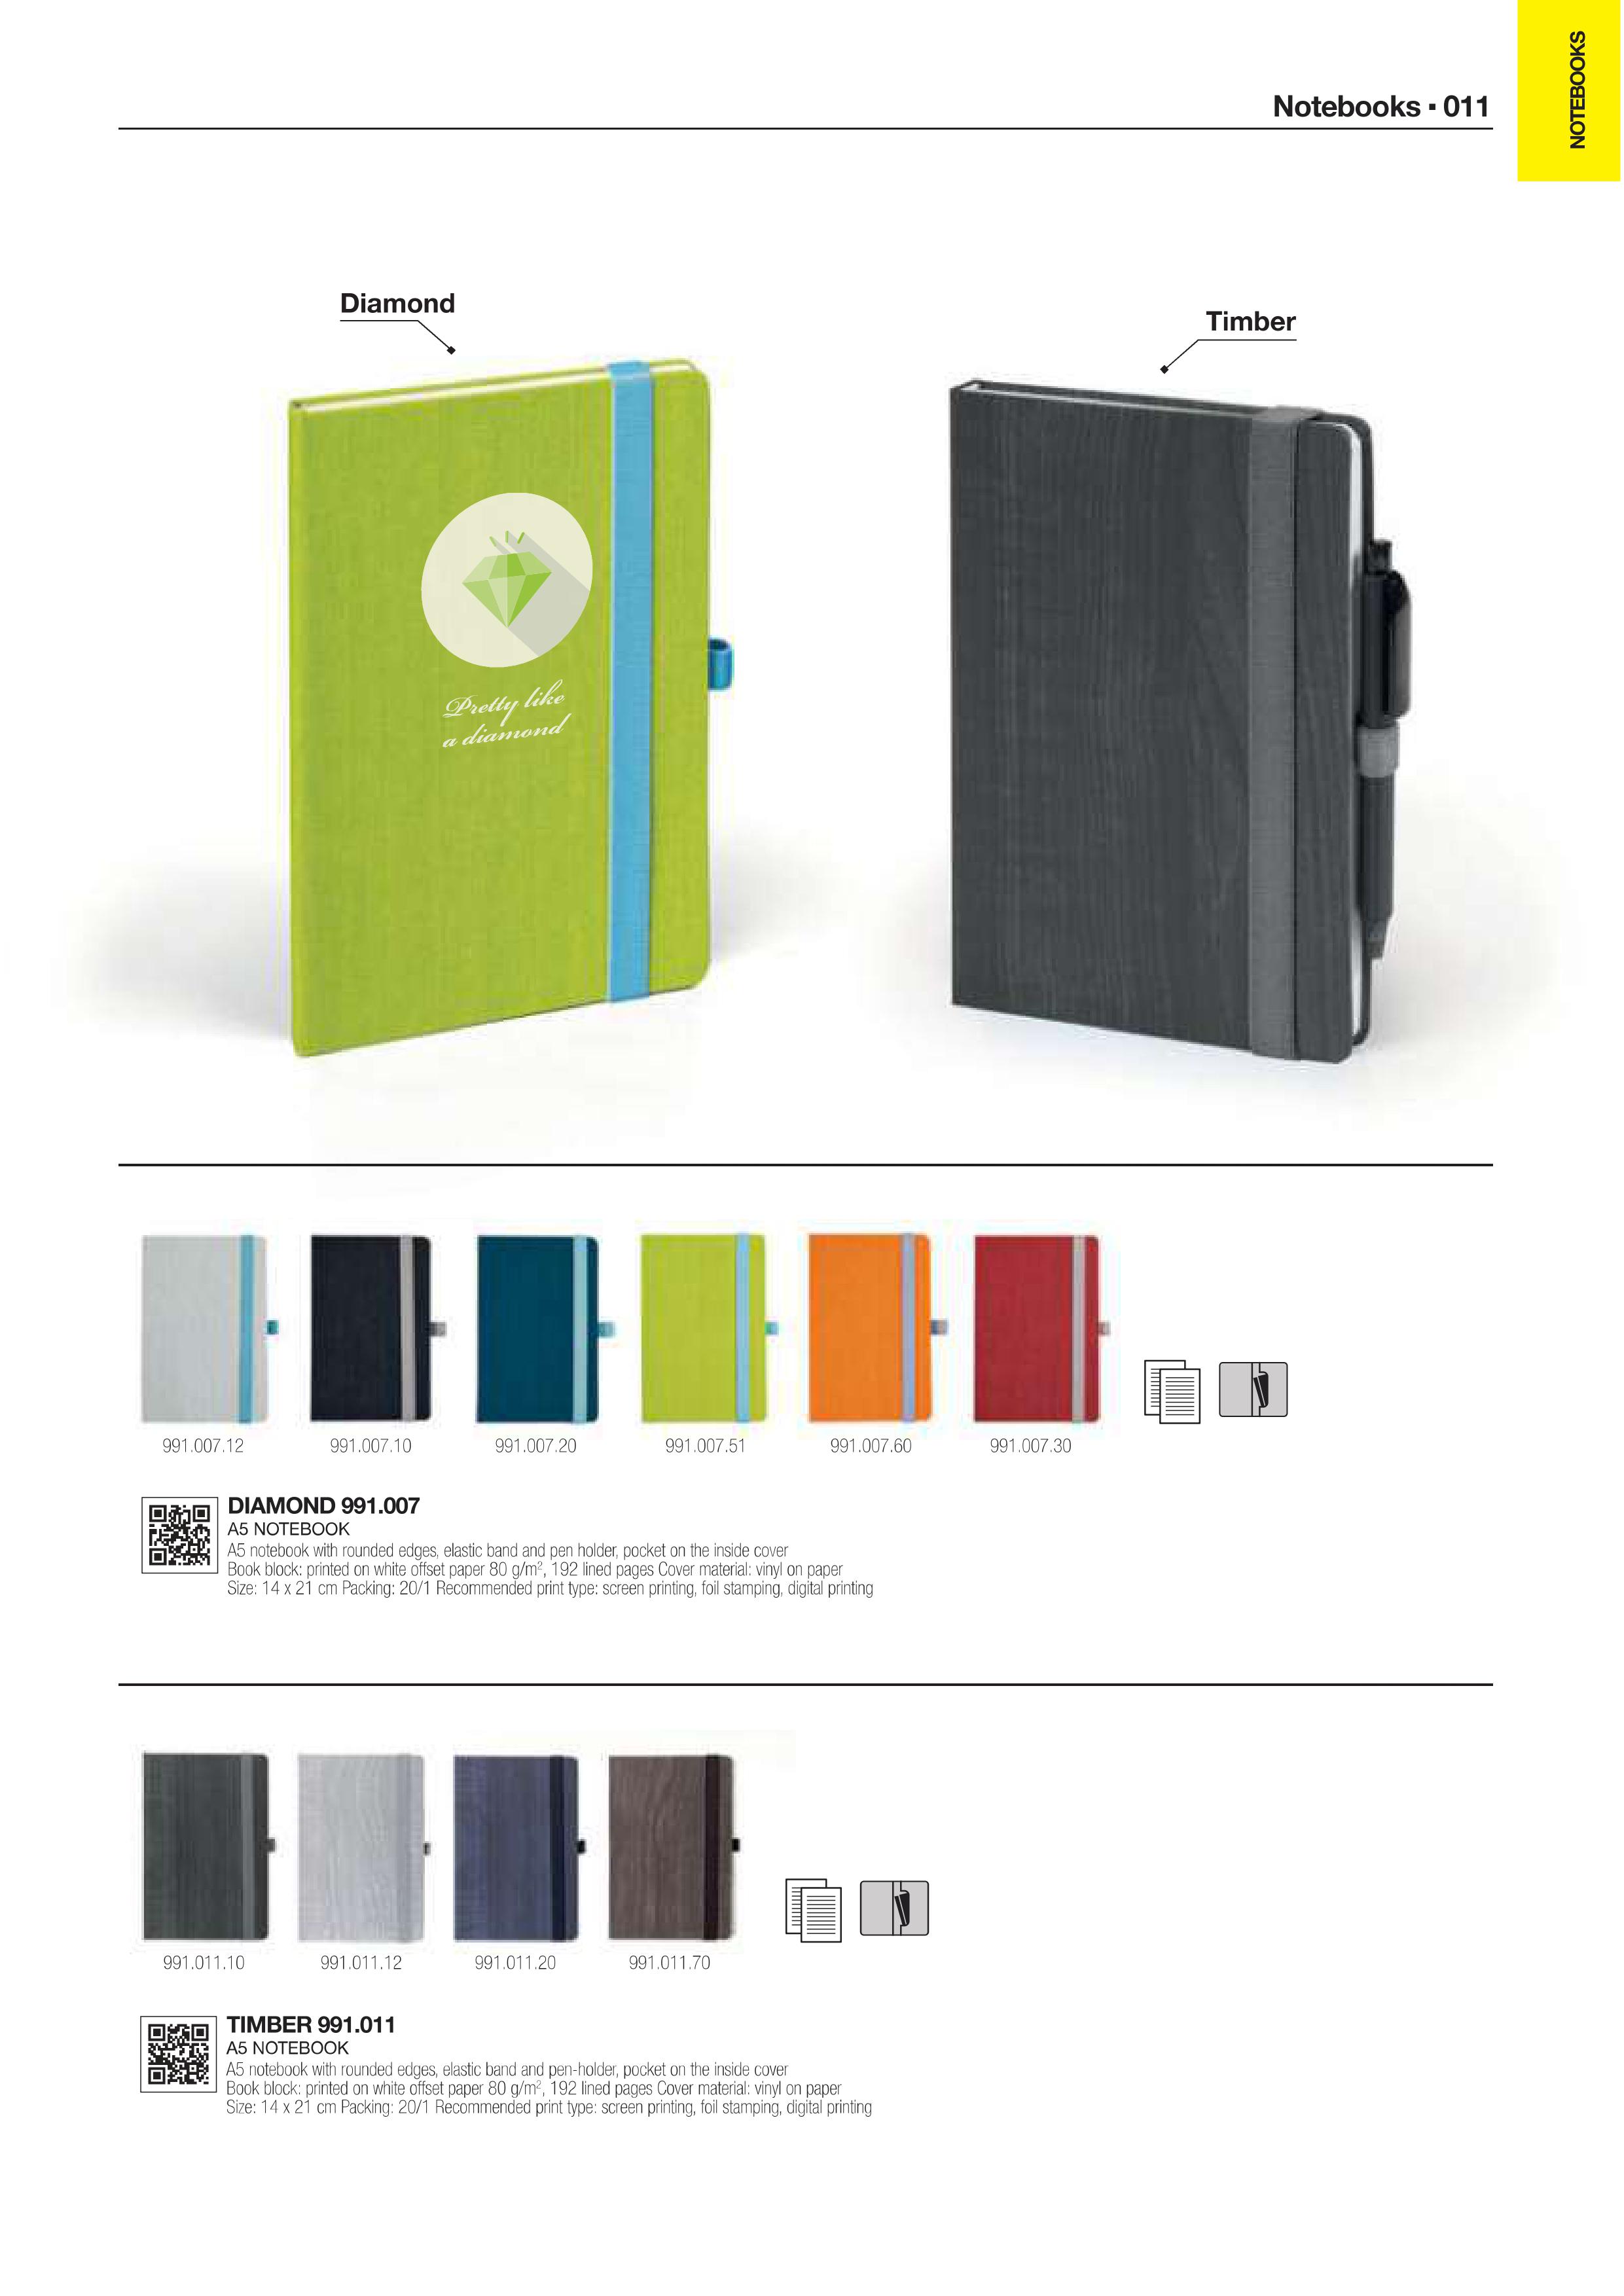 NOTEBOOKS
Notebooks ▪ 011
Diamond
Timber
Pretty like
a diamond
991.007.12 991.007.10 991.007.20 991.007.51 991.007.60 991.007.30
DIAMOND 991.007
A5 NOTEBOOK
A5 notebook with rounded edges, elastic band and pen holder, pocket on the inside cover
Book block: printed on white offset paper 80 g/m², 192 lined pages Cover material: vinyl on paper
Size: 14 x 21 cm Packing: 20/1 Recommended print type: screen printing, foil stamping, digital printing
991.011.10 991.011.12 991.011.20 991.011.70
TIMBER 991.011
A5 NOTEBOOK
A5 notebook with rounded edges, elastic band and pen-holder, pocket on the inside cover
Book block: printed on white offset paper 80 g/m², 192 lined pages Cover material: vinyl on paper
Size: 14 x 21 cm Packing: 20/1 Recommended print type: screen printing, foil stamping, digital printing